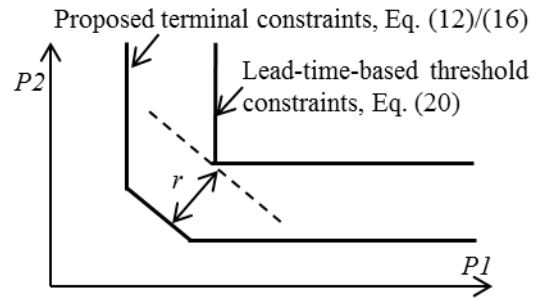 Proposed terminal constraints, Eq. (12)/(16)
P2
Lead-time-based threshold
constraints, Eq. (20)
r
P1